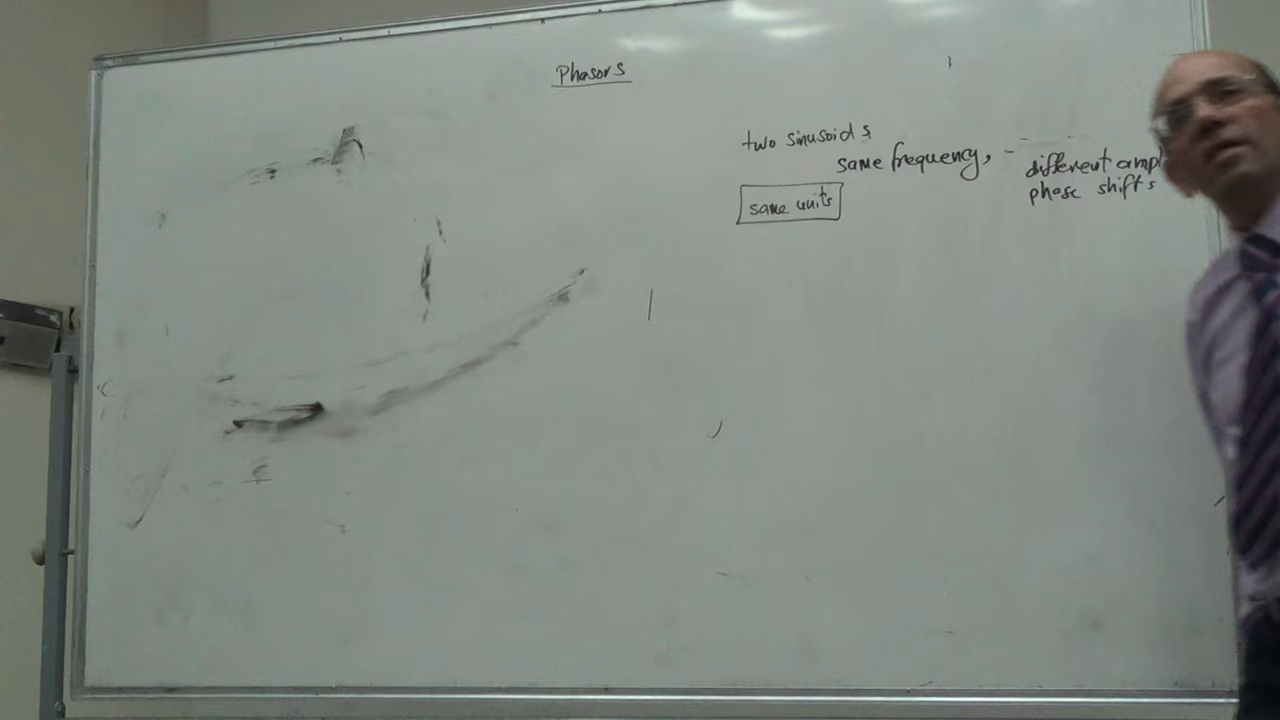 Phasors
two sinusoids
same frequency,
different ampl
phase shifts
same units